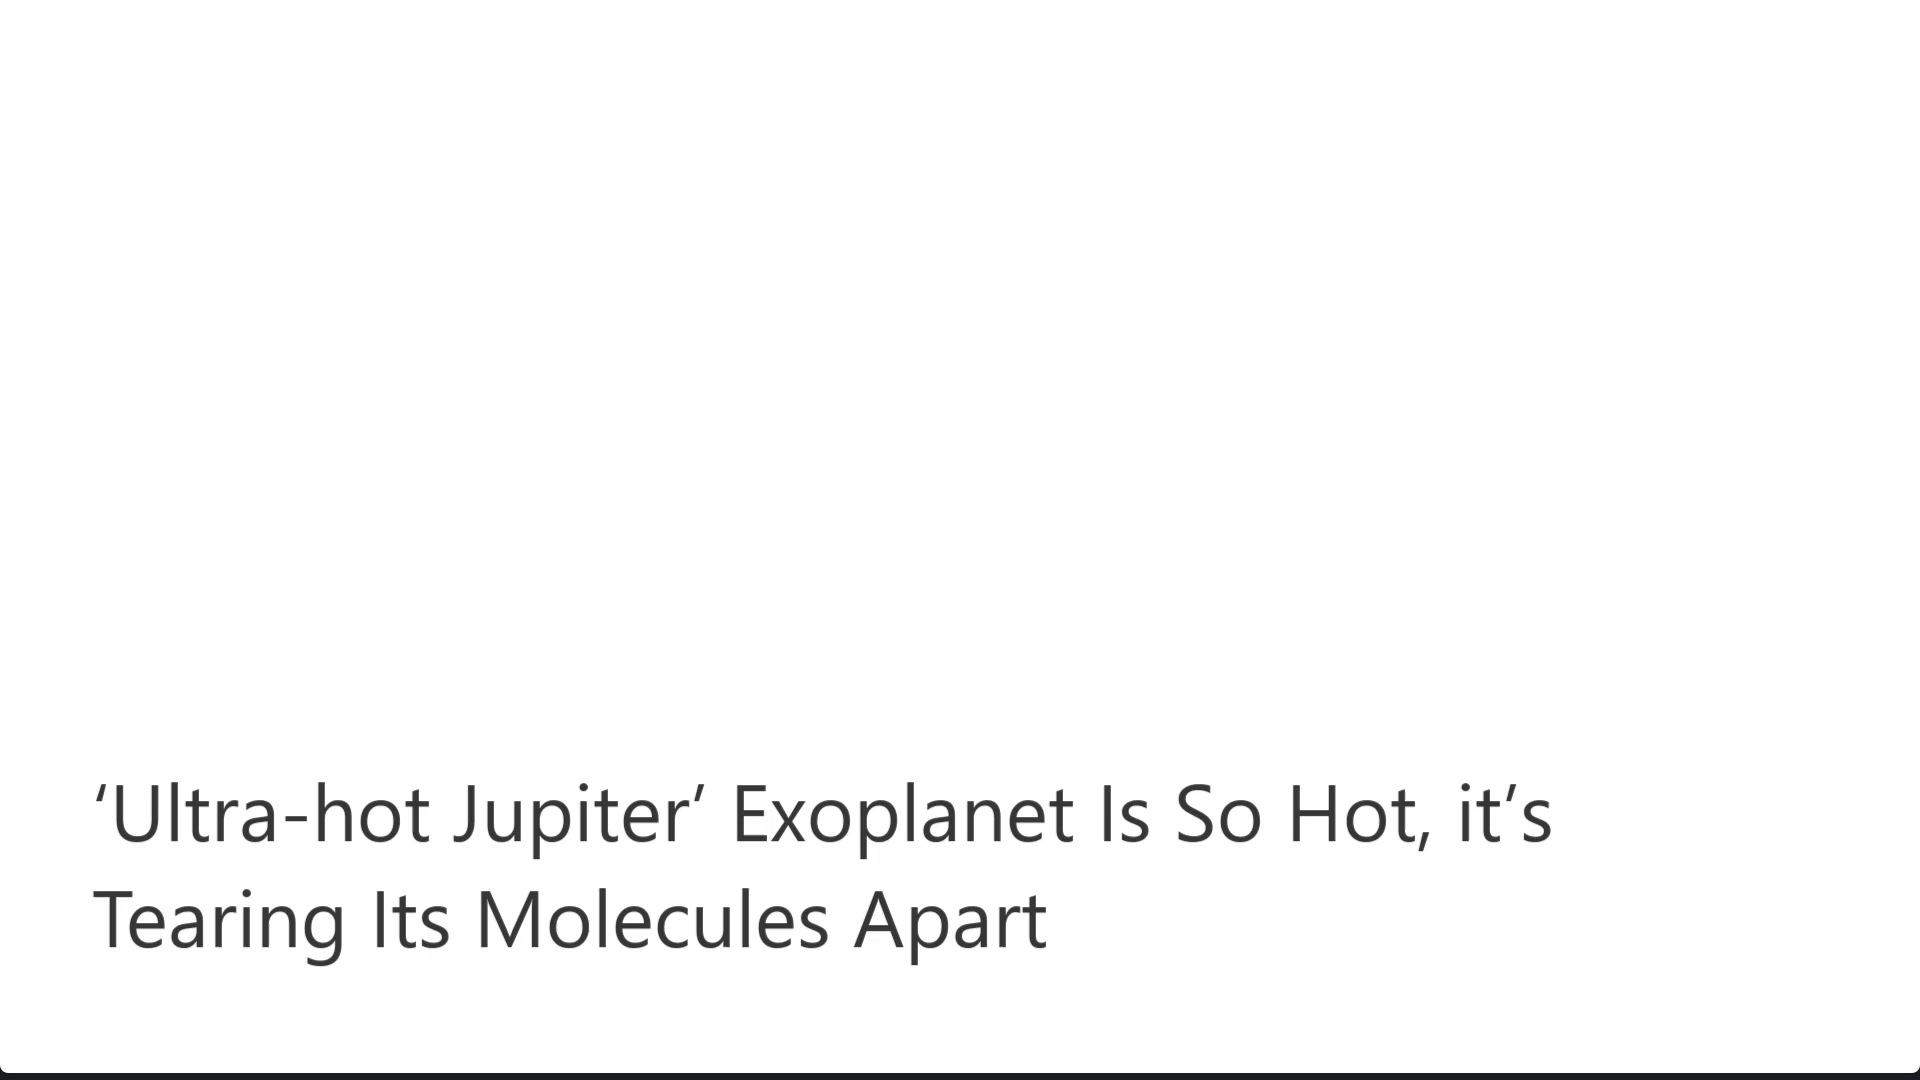 ‘Ultra-hot Jupiter’ Exoplanet Is So Hot, it’s
Tearing Its Molecules Apart